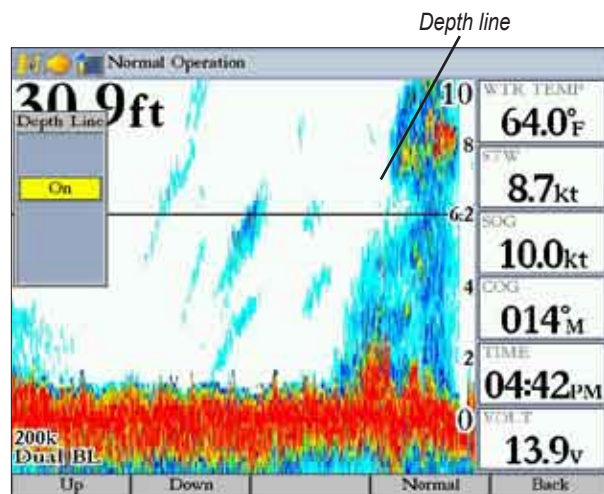 Depth line
Normal Operation
30.9ft
Depth Line
On
10
8
6.2
4
2
0
200k
Dual BL
WTR TEMP
64.0°F
STW
8.7kt
SOG
10.0kt
COG
014°M
TIME
04:42PM
VOLT
13.9v
Up Down Normal Back